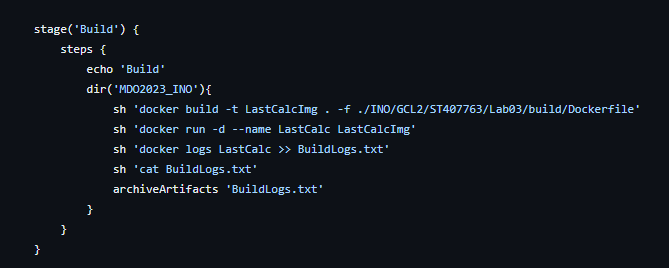 stage('Build') {
steps {
echo 'Build'
dir('MDO2023_INO'){
sh 'docker build -t LastCalcImg . -f ./INO/GCL2/ST407763/Lab03/build/Dockerfile'
sh 'docker run -d --name LastCalc LastCalcImg'
sh 'docker logs LastCalc >> BuildLogs.txt'
sh 'cat BuildLogs.txt'
archiveArtifacts 'BuildLogs.txt'
}
}
}